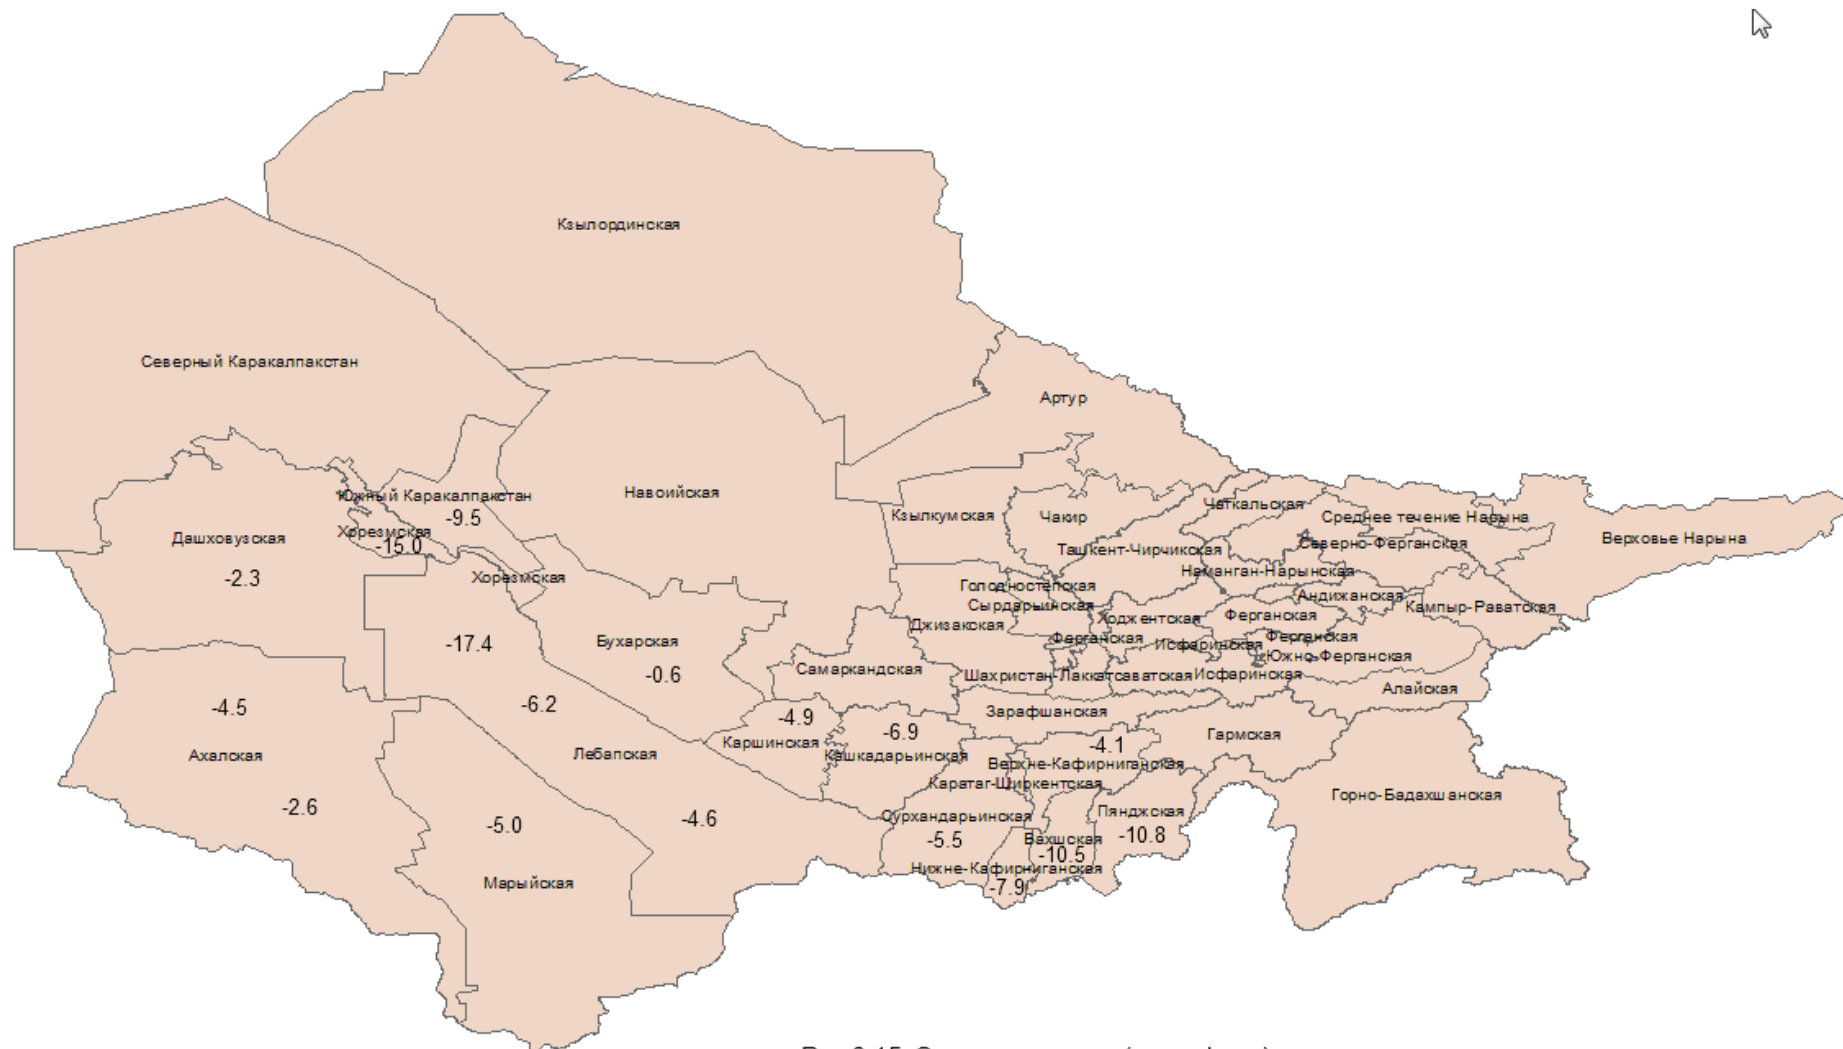 Кзылординская
Северный Каракалпакстан
Артур
Навоийская
Южный Каракалпакстан
-9.5
Хорезмская
-15.0
Дашховузская
-2.3
Хорезмская
Кзылкумская
Чакир
Чаткальская
Среднее течение Нарына
Верховье Нарына
Ташкент-Чирчикская
Северо-Ферганская
Наманган-Нарынская
Голодностепская
Андижанская
Сырдарьинская
Кампыр-Раватская
Джизакская
Ходжентская
Ферганская
Ферганская
Ферганская
Исфаринская
Южно-Ферганская
-17.4
Бухарская
-0.6
Самаркандская
Шахристан-Лаккатсаватская
Исфаринская
Алайская
-4.5
-6.2
Зарафшанская
-4.9
Каршинская
-6.9
Кашкадарьинская
-4.1
Верхне-Кафирниганская
Гармская
Ахалская
Лебапская
Каратаг-Ширкентская
Горно-Бадахшанская
-2.6
-5.0
-4.6
Сурхандарьинская
-5.5
Пянджская
-10.8
Вахшская
-10.5
Нижне-Кафирниганская
-7.9
Марыйская